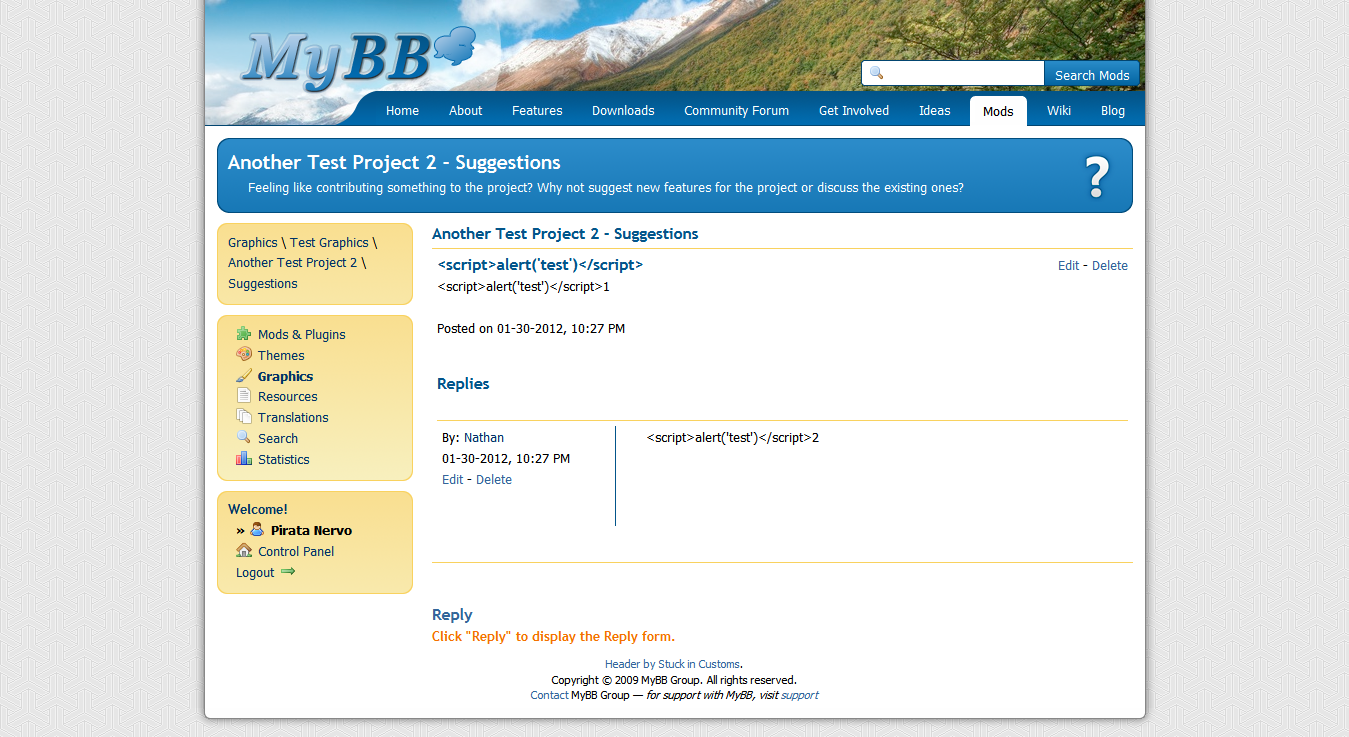 MyBB
Search Mods
Home About Features Downloads Community Forum Get Involved Ideas Mods Wiki Blog
Another Test Project 2 - Suggestions
Feeling like contributing something to the project? Why not suggest new features for the project or discuss the existing ones?
?
Graphics \ Test Graphics \
Another Test Project 2 \
Suggestions
Mods & Plugins
Themes
Graphics
Resources
Translations
Search
Statistics
Welcome!
» Pirata Nervo
Control Panel
Logout
Another Test Project 2 - Suggestions
<script>alert('test')</script>
Edit - Delete
<script>alert('test')</script>1
Posted on 01-30-2012, 10:27 PM
Replies
By: Nathan
01-30-2012, 10:27 PM
Edit - Delete
<script>alert('test')</script>2
Reply
Click "Reply" to display the Reply form.
Header by Stuck in Customs.
Copyright © 2009 MyBB Group. All rights reserved.
Contact MyBB Group — for support with MyBB, visit support